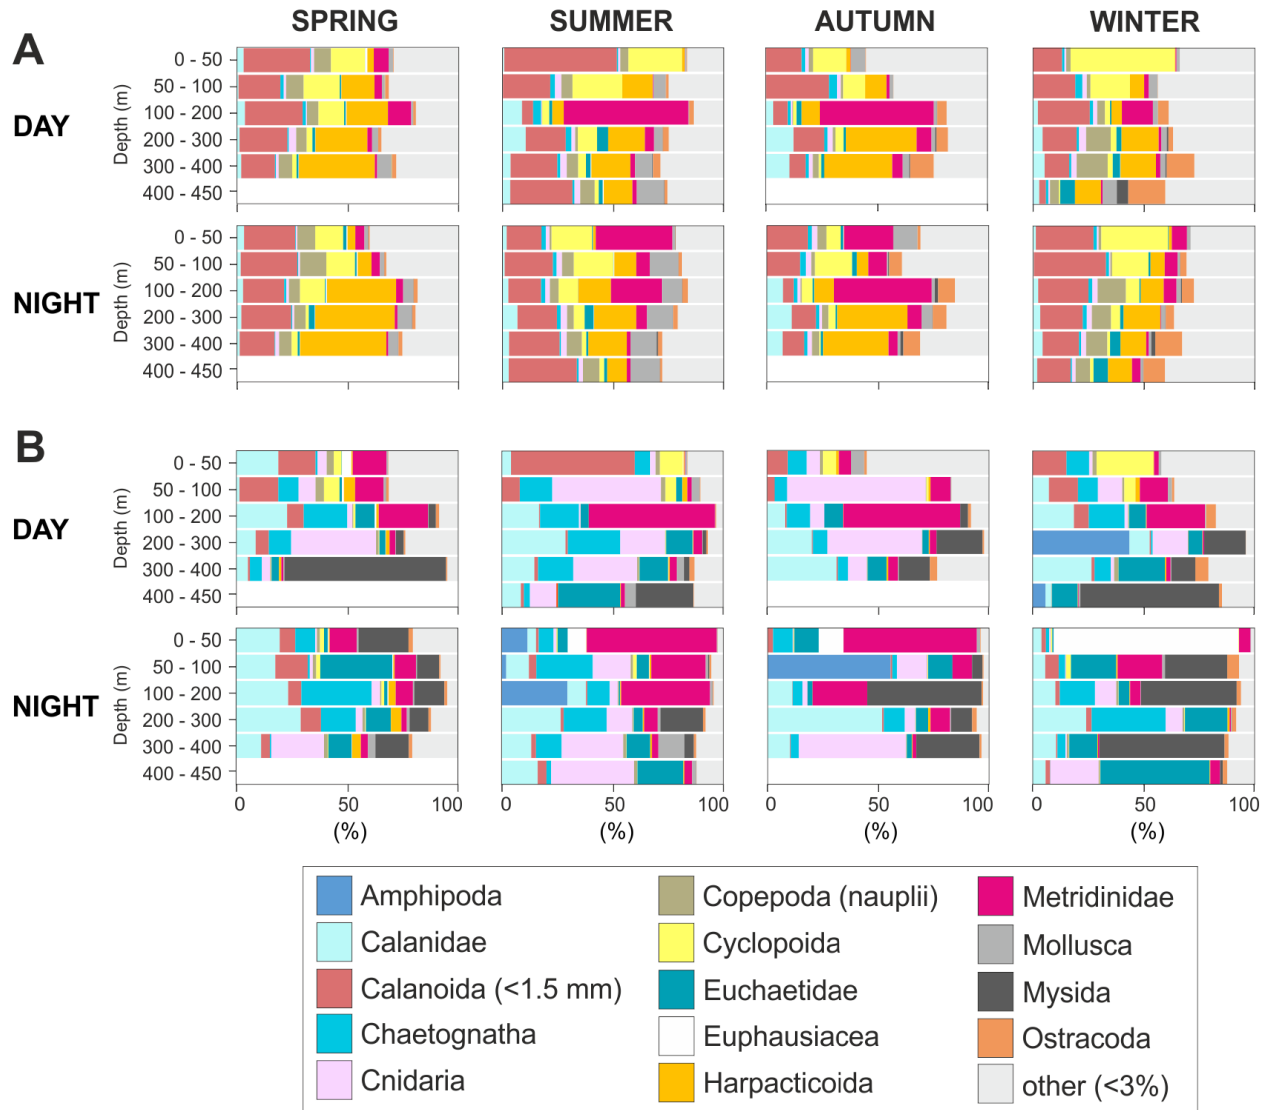 SPRING SUMMER AUTUMN WINTER
A
DAY
Depth (m)
0 - 50
50 - 100
100 - 200
200 - 300
300 - 400
400 - 450
NIGHT
Depth (m)
0 - 50
50 - 100
100 - 200
200 - 300
300 - 400
400 - 450
B
DAY
Depth (m)
0 - 50
50 - 100
100 - 200
200 - 300
300 - 400
400 - 450
NIGHT
Depth (m)
0 - 50
50 - 100
100 - 200
200 - 300
300 - 400
400 - 450
0 50 100 0 50 100 0 50 100 0 50 100
(%) (%) (%) (%)
Amphipoda
Calanidae
Calanoida (<1.5 mm)
Chaetognatha
Cnidaria
Copepoda (nauplii)
Cyclopoida
Euchaetidae
Euphausiacea
Harpacticoida
Metridinidae
Mollusca
Mysida
Ostracoda
other (<3%)